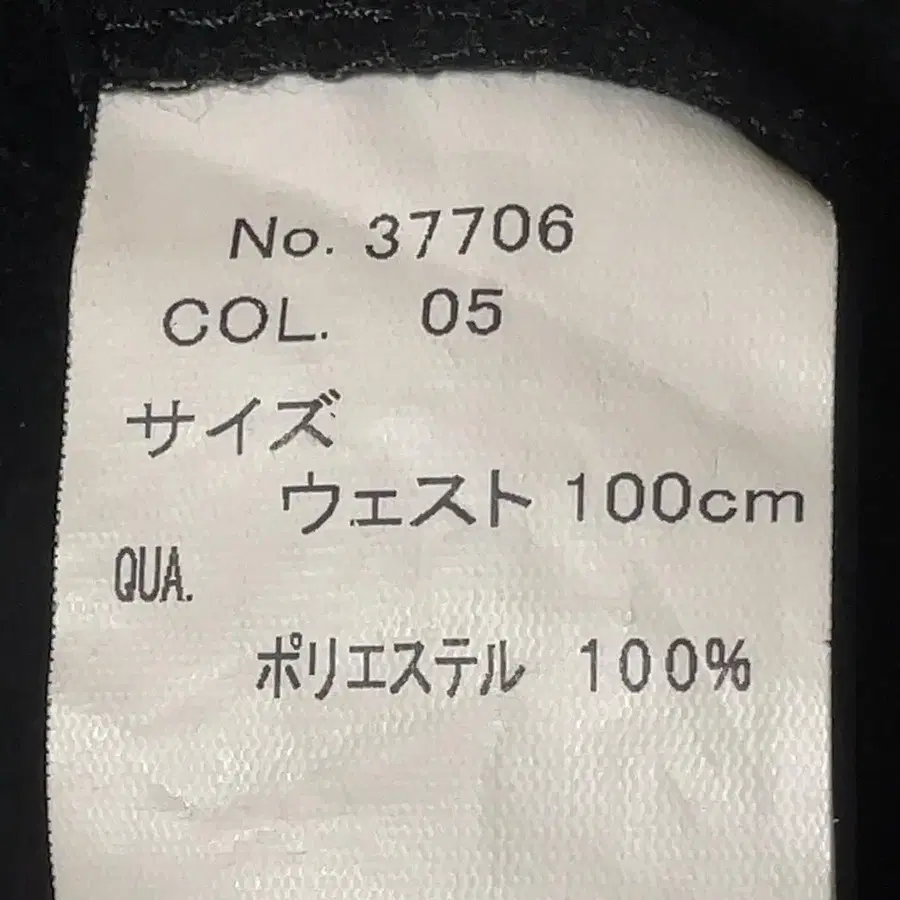 No. 37706
COL. 05
サイズ
ウェスト 100cm
QUA.
ポリエステル 100%